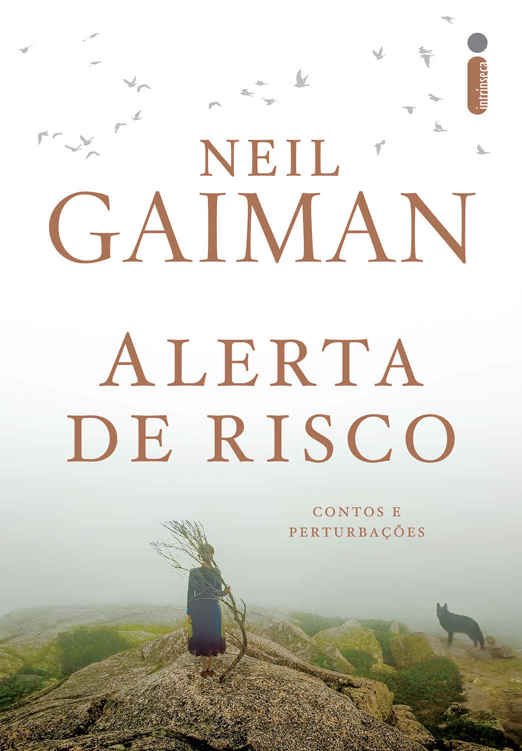 intrínseca
NEIL
GAIMAN
ALERTA
DE RISCO
CONTOS E
PERTURBAÇÕES